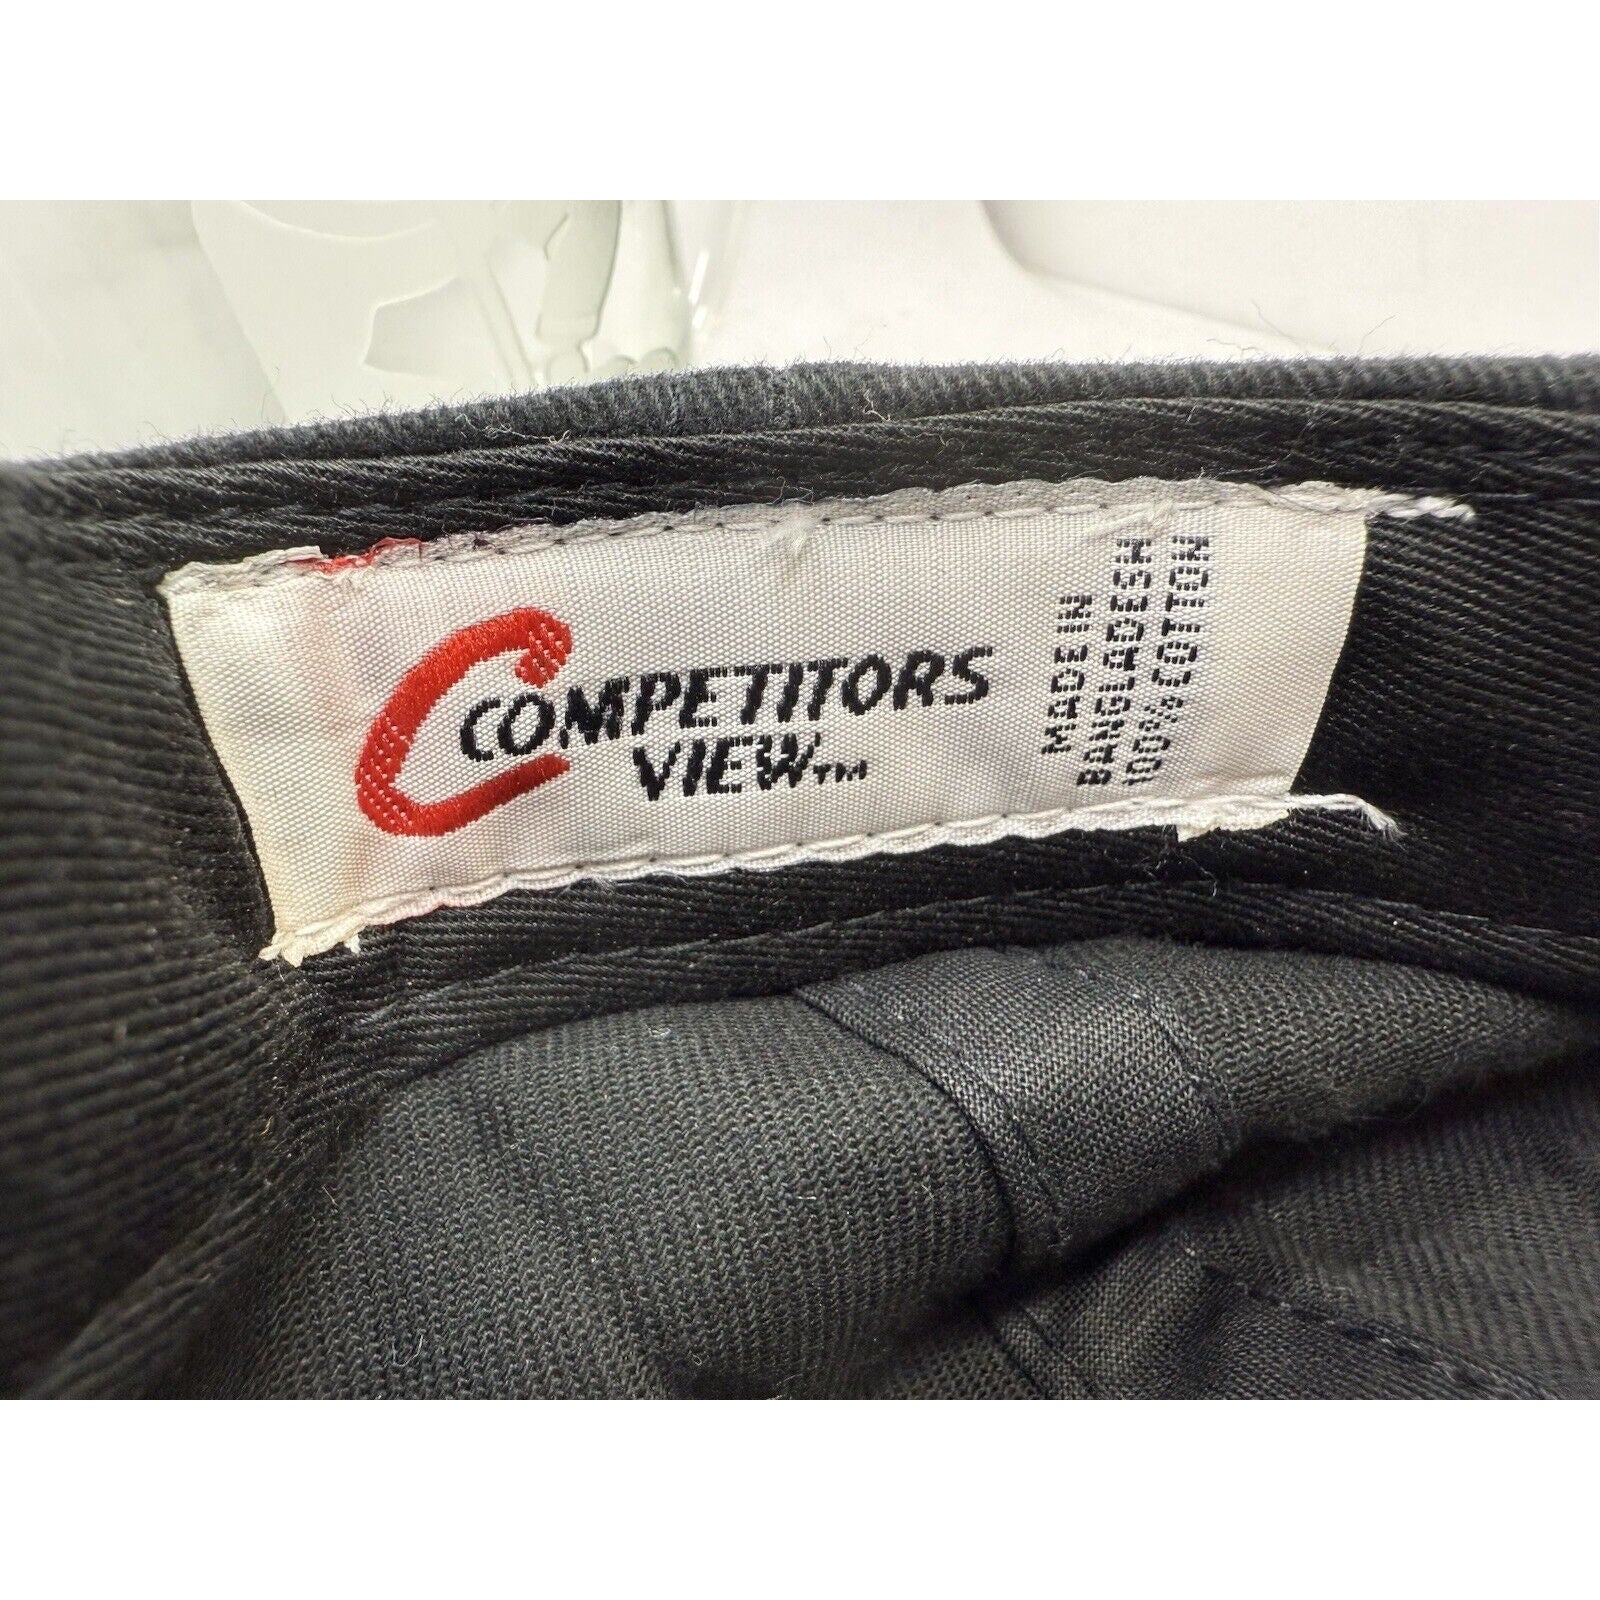 COMPETITORS
VIEW™
MADE IN
BANGLADESH
100% COTTON